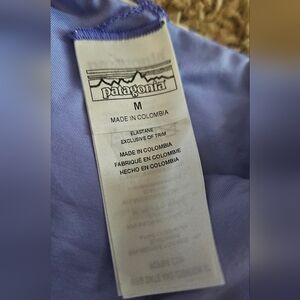 patagonia
M
MADE IN COLOMBIA
ELASTANE
EXCLUSIVE OF TRIM
MADE IN COLOMBIA
FABRIQUÉ EN COLOMBIE
HECHO EN COLOMBIA